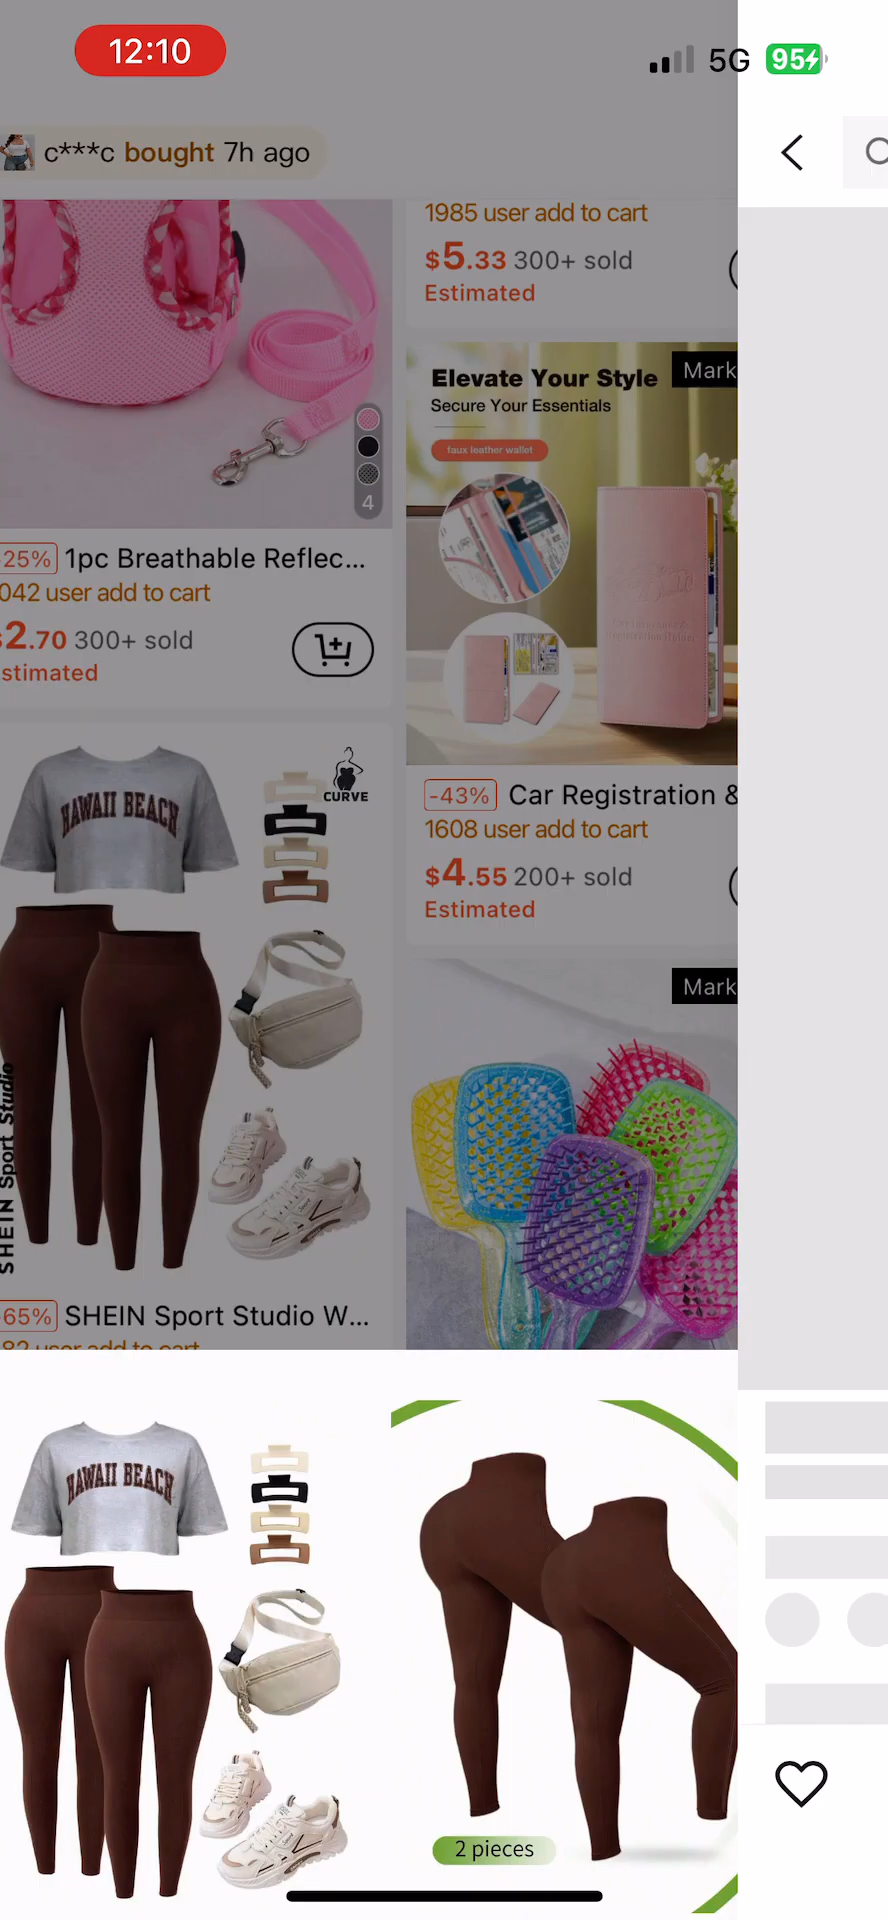 12:10
5G
95
c***c bought 7h ago
1985 user add to cart
$5.33 300+ sold
Estimated
Elevate Your Style
Mark
Secure Your Essentials
faux leather wallet
4
25% 1pc Breathable Reflec...
042 user add to cart
$2.70 300+ sold
stimated
CURVE
HAWAII BEACH
-43% Car Registration &
1608 user add to cart
$4.55 200+ sold
Estimated
Mark
SHEIN Sport Studio
65% SHEIN Sport Studio W...
82 user add to cart
HAWAII BEACH
2 pieces